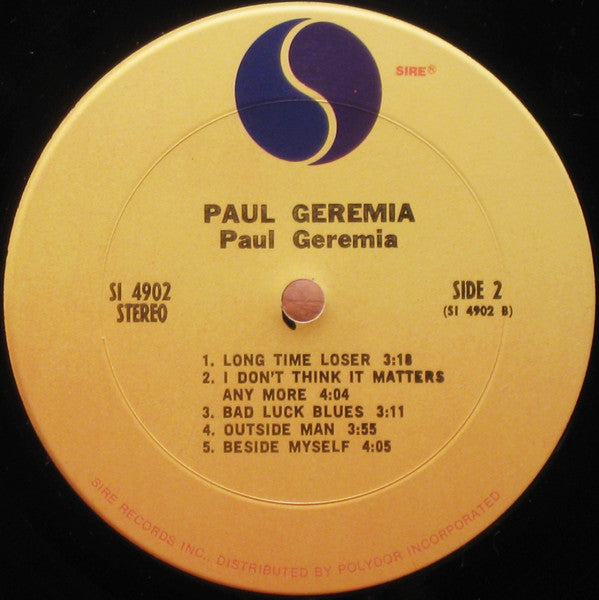 SIRE®
PAUL GEREMIA
Paul Geremia
SI 4902
STEREO
SIDE 2
(SI 4902 B)
1. LONG TIME LOSER 3:18
2. I DON'T THINK IT MATTERS
ANY MORE 4:04
3. BAD LUCK BLUES 3:11
4. OUTSIDE MAN 3:55
5. BESIDE MYSELF 4:05
SIRE RECORDS INC., DISTRIBUTED BY POLYDOR INCORPORATED